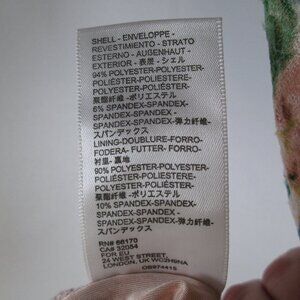 SHELL - ENVELOPPE -
REVESTIMIENTO - STRATO
ESTERNO - AUßENHAUT -
EXTERIOR - 表层 - シェル
94% POLYESTER-POLYESTER-
POLIÉSTER-POLIESTERE-
POLYESTER-POLIÉSTER-
聚酯纤维-ポリエステル
6% SPANDEX-SPANDEX-
SPANDEX-SPANDEX-
SPANDEX-SPANDEX-弹力纤维-
スパンデックス
LINING-DOUBLURE-FORRO-
FODERA- FUTTER- FORRO-
衬里- 裏地
90% POLYESTER-POLYESTER-
POLIÉSTER-POLIESTERE-
POLYESTER-POLIÉSTER-
聚酯纤维-ポリエステル
10% SPANDEX-SPANDEX-
SPANDEX-SPANDEX-
SPANDEX-SPANDEX-弹力纤维-
スパンデックス
RN# 66170
CA# 32054
FOR EU
24 WEST STREET,
LONDON, UK WC2H9NA